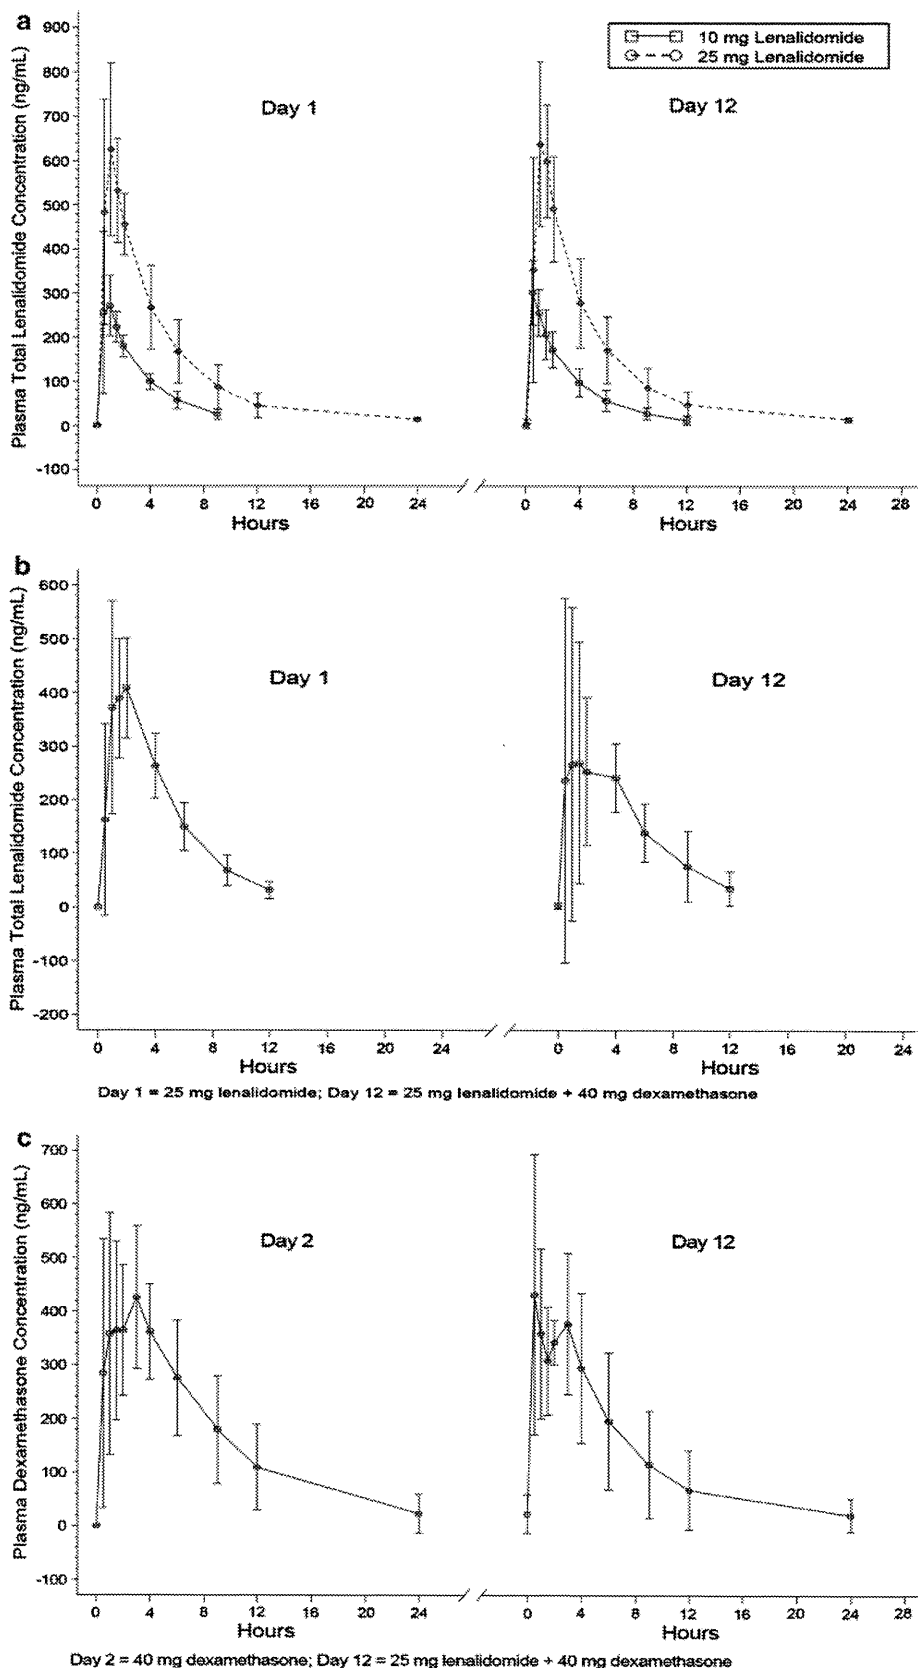 a
Plasma Total Lenalidomide Concentration (ng/mL)
900
800
700
600
500
400
300
200
100
0
-100
10 mg Lenalidomide
25 mg Lenalidomide
Day 1
Day 12
0 4 8 12 16 20 24 0 4 8 12 16 20 24 28
Hours Hours
b
Plasma Total Lenalidomide Concentration (ng/mL)
600
500
400
300
200
100
0
-100
-200
Day 1
Day 12
0 4 8 12 16 20 24 0 4 8 12 16 20 24
Hours Hours
Day 1 = 25 mg lenalidomide; Day 12 = 25 mg lenalidomide + 40 mg dexamethasone
c
Plasma Dexamethasone Concentration (ng/mL)
700
600
500
400
300
200
100
0
-100
Day 2
Day 12
0 4 8 12 16 20 24 0 4 8 12 16 20 24 28
Hours Hours
Day 2 = 40 mg dexamethasone; Day 12 = 25 mg lenalidomide + 40 mg dexamethasone